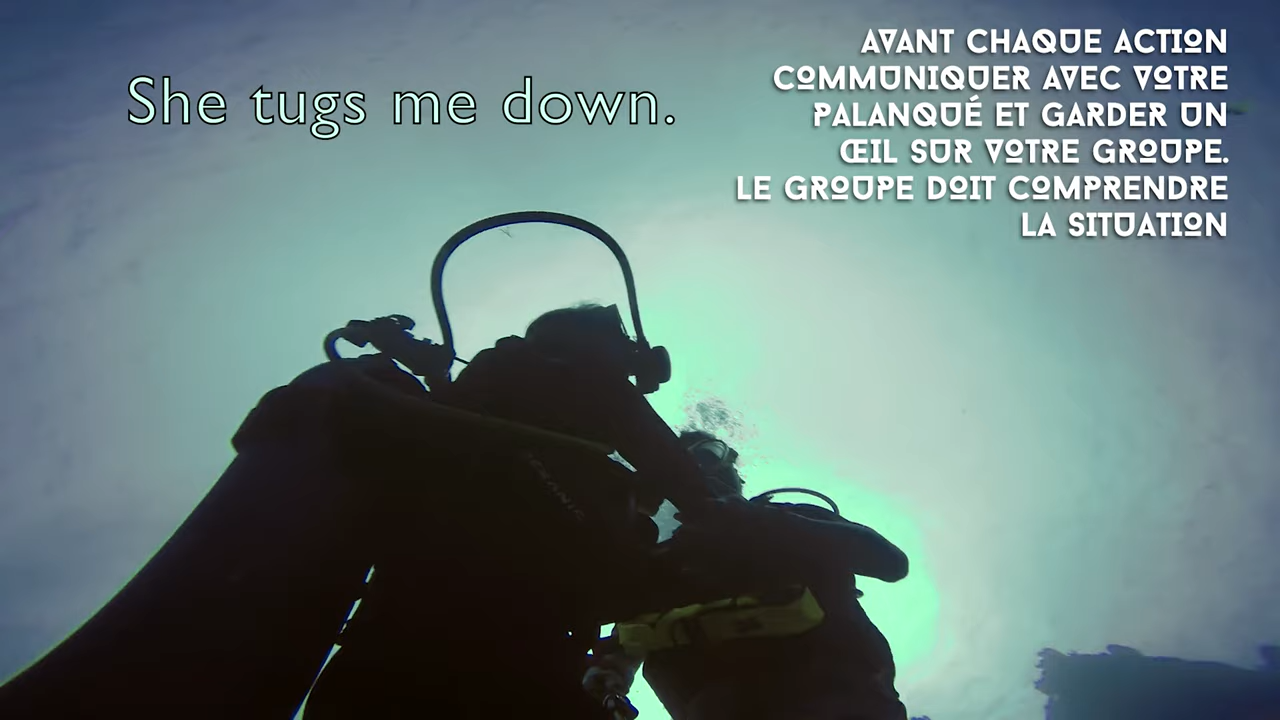 She tugs me down.
AVANT CHAQUE ACTION
COMMUNIQUER AVEC VOTRE
PALANQUÉ ET GARDER UN
ŒIL SUR VOTRE GROUPE.
LE GROUPE DOIT COMPRENDRE
LA SITUATION